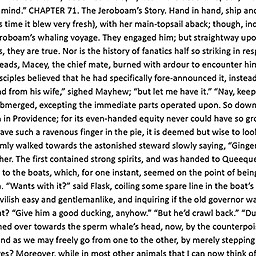 mind.” CHAPTER 71. The Jeroboam’s Story. Hand in hand, ship and
s time it blew very fresh), with her main-topsail aback; though, ind
roboam’s whaling voyage. They engaged him; but straightway upo
s, they are true. Nor is the history of fanatics half so striking in resp
eads, Macey, the chief mate, burned with ardour to encounter him
sciples believed that he had specifically fore-announced it, instead
nd from his wife,” sighed Mayhew; “but let me have it.” “Nay, keep
bmerged, excepting the immediate parts operated upon. So down
n in Providence; for its even-handed equity never could have so gro
ave such a ravenous finger in the pie, it is deemed but wise to look
mly walked towards the astonished steward slowly saying, “Ginger
her. The first contained strong spirits, and was handed to Queeque
to the boats, which, for one instant, seemed on the point of being
. “Wants with it?” said Flask, coiling some spare line in the boat’s
vilish easy and gentlemanlike, and inquiring if the old governor wa
t? “Give him a good ducking, anyhow.” “But he’d crawl back.” “Du
ned over towards the sperm whale’s head, now, by the counterpoi
nd as we may freely go from one to the other, by merely stepping
res? Moreover, while in most other animals that I can now think of